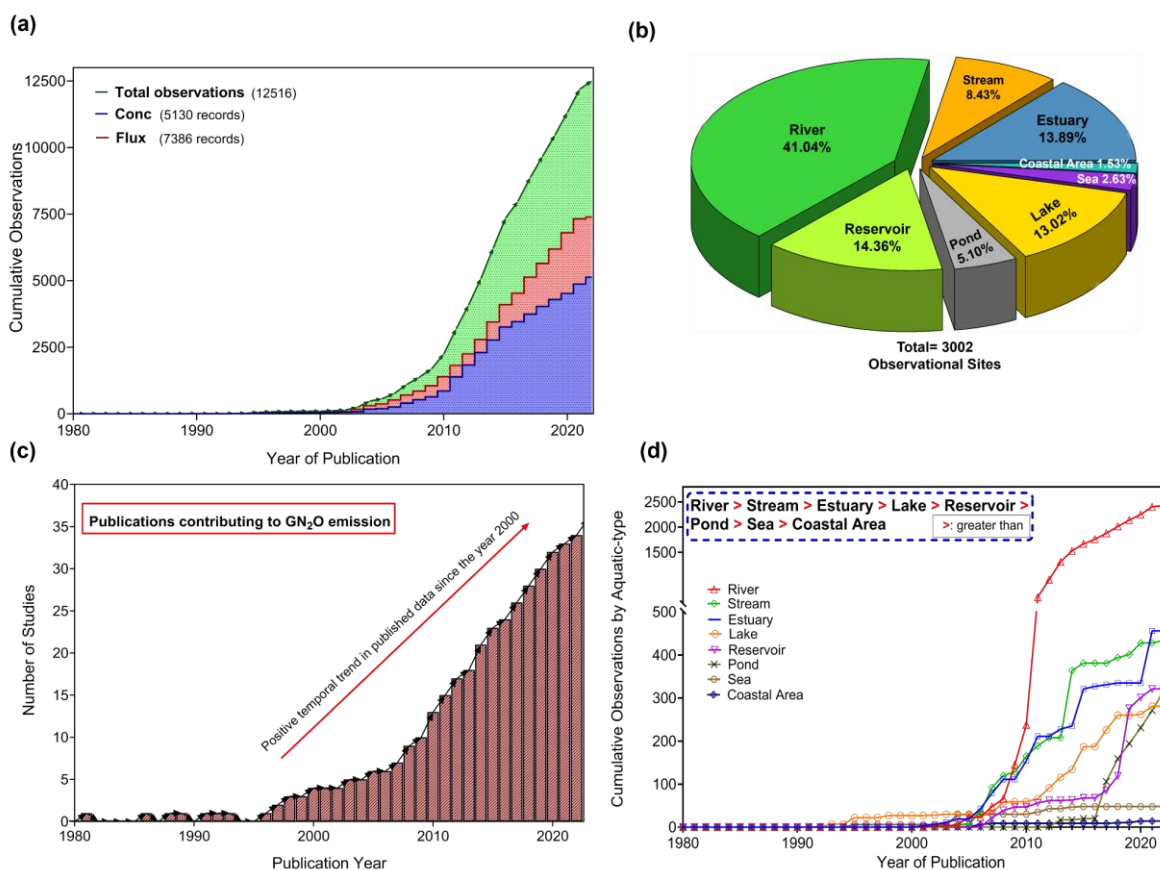 (a)
12500
10000
7500
5000
2500
0
Cumulative Observations
Total observations (12516)
Conc (5130 records)
Flux (7386 records)
1980 1990 2000 2010 2020
Year of Publication
(b)
River
41.04%
Stream
8.43%
Estuary
13.89%
Coastal Area 1.53%
Sea 2.63%
Lake
13.02%
Pond
5.10%
Reservoir
14.36%
Total= 3002
Observational Sites
(c)
40
35
30
25
20
15
10
5
0
Number of Studies
Publications contributing to GN₂O emission
Positive temporal trend in published data since the year 2000
1980 1990 2000 2010 2020
Publication Year
(d)
2500
2000
1500
500
400
300
200
100
0
Cumulative Observations by Aquatic-type
River > Stream > Estuary > Lake > Reservoir >
Pond > Sea > Coastal Area
>: greater than
River
Stream
Estuary
Lake
Reservoir
Pond
Sea
Coastal Area
1980 1990 2000 2010 2020
Year of Publication